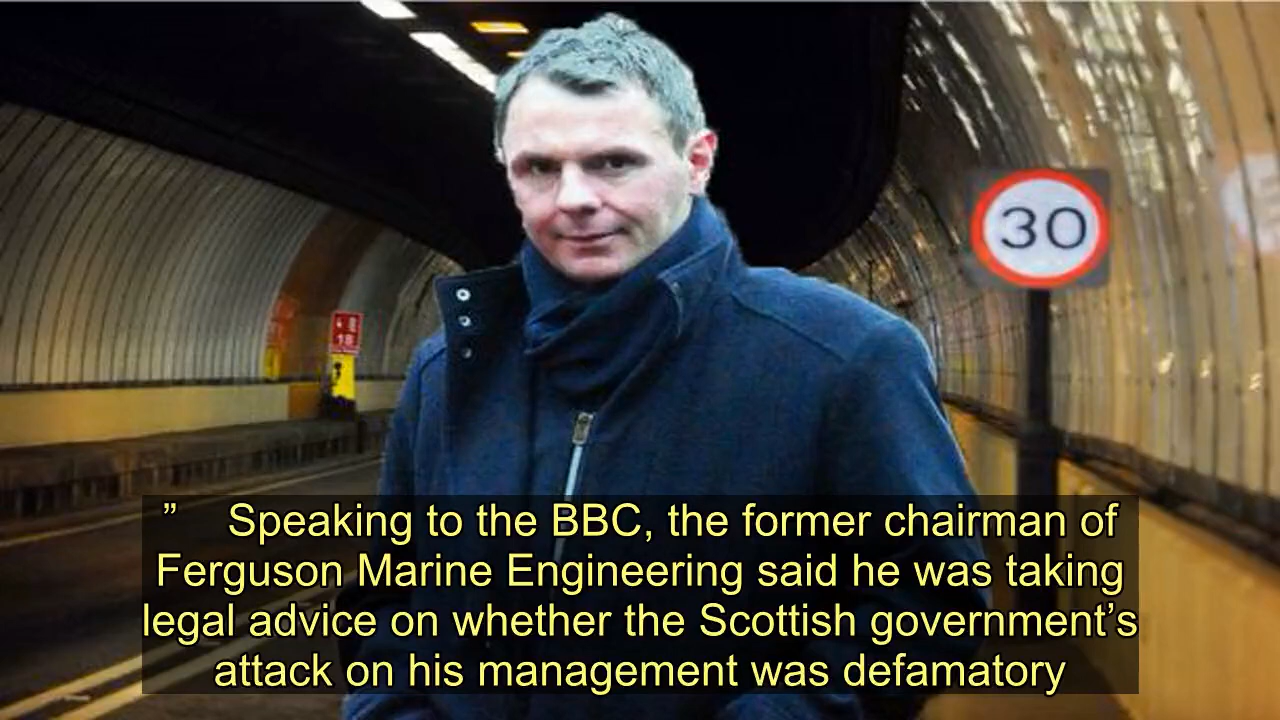 30
18
” Speaking to the BBC, the former chairman of
Ferguson Marine Engineering said he was taking
legal advice on whether the Scottish government’s
attack on his management was defamatory